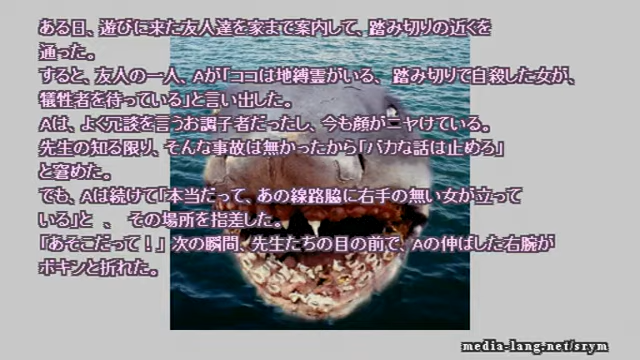 ある日、遊びに来た友人達を家まで案内して、踏み切りの近くを
通った。
すると、友人の一人、Aが「ココは地縛霊がいる、 踏み切りで自殺した女が、
犠牲者を待っている」と言い出した。
Aは、よく冗談を言うお調子者だったし、今も顔がニヤけている。
先生の知る限り、そんな事故は無かったから「バカな話は止めろ」
と窘めた。
でも、Aは続けて「本当だって、あの線路脇に右手の無い女が立って
いる」と 、 その場所を指差した。
「あそこだって！」 次の瞬間、先生たちの目の前で、Aの伸ばした右腕が
ボキンと折れた。
media-lang.net/srym